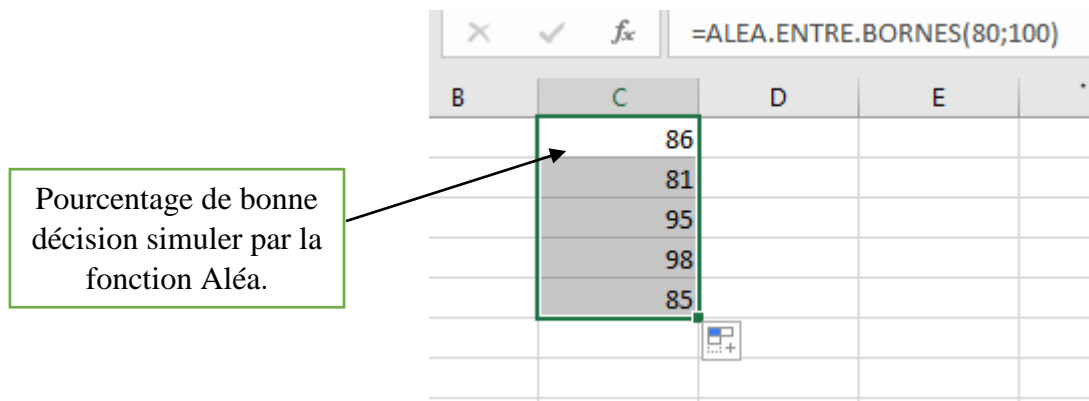 fx =ALEA.ENTRE.BORNES(80;100)
B C D E
86
81
95
98
85
Pourcentage de bonne
décision simuler par la
fonction Aléa.